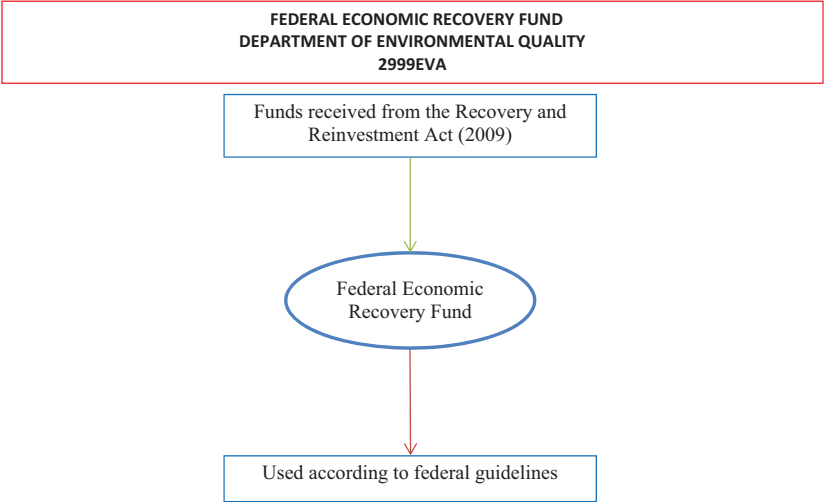 FEDERAL ECONOMIC RECOVERY FUND
DEPARTMENT OF ENVIRONMENTAL QUALITY
2999EVA
Funds received from the Recovery and
Reinvestment Act (2009)
Federal Economic
Recovery Fund
Used according to federal guidelines